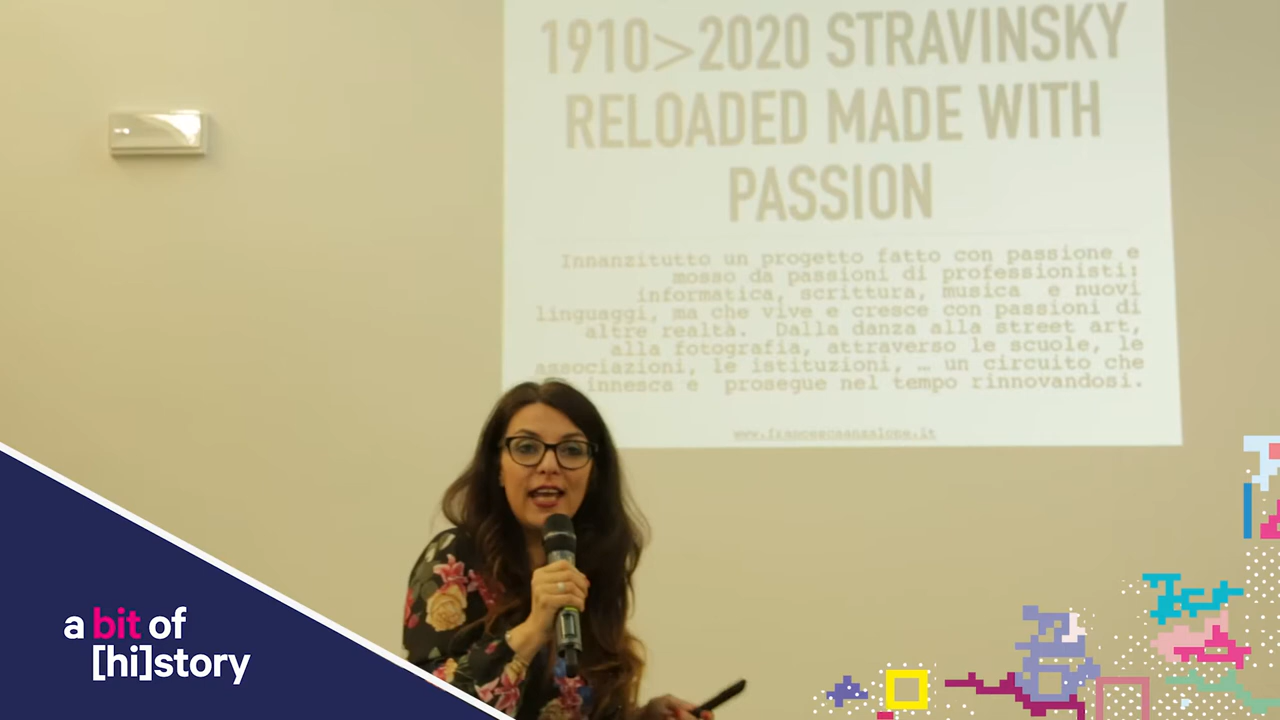 1910>2020 STRAVINSKY
RELOADED MADE WITH
PASSION
Innanzitutto un progetto fatto con passione e
mosso da passioni di professionisti:
informatica, scrittura, musica e nuovi
linguaggi, ma che vive e cresce con passioni di
altre realtà. Dalla danza alla street art,
alla fotografia, attraverso le scuole, le
associazioni, le istituzioni, … un circuito che
innesca e prosegue nel tempo rinnovandosi.
a bit of
[hi]story